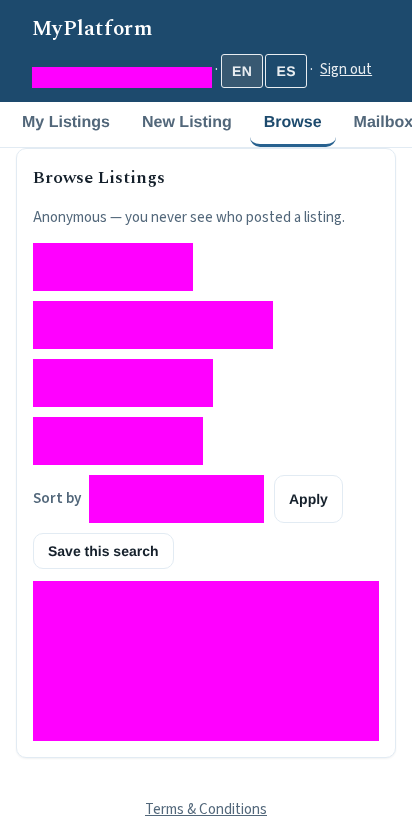 MyPlatform
· EN ES · Sign out
My Listings New Listing Browse Mailbox
Browse Listings
Anonymous — you never see who posted a listing.
Sort by Apply
Save this search
Terms & Conditions